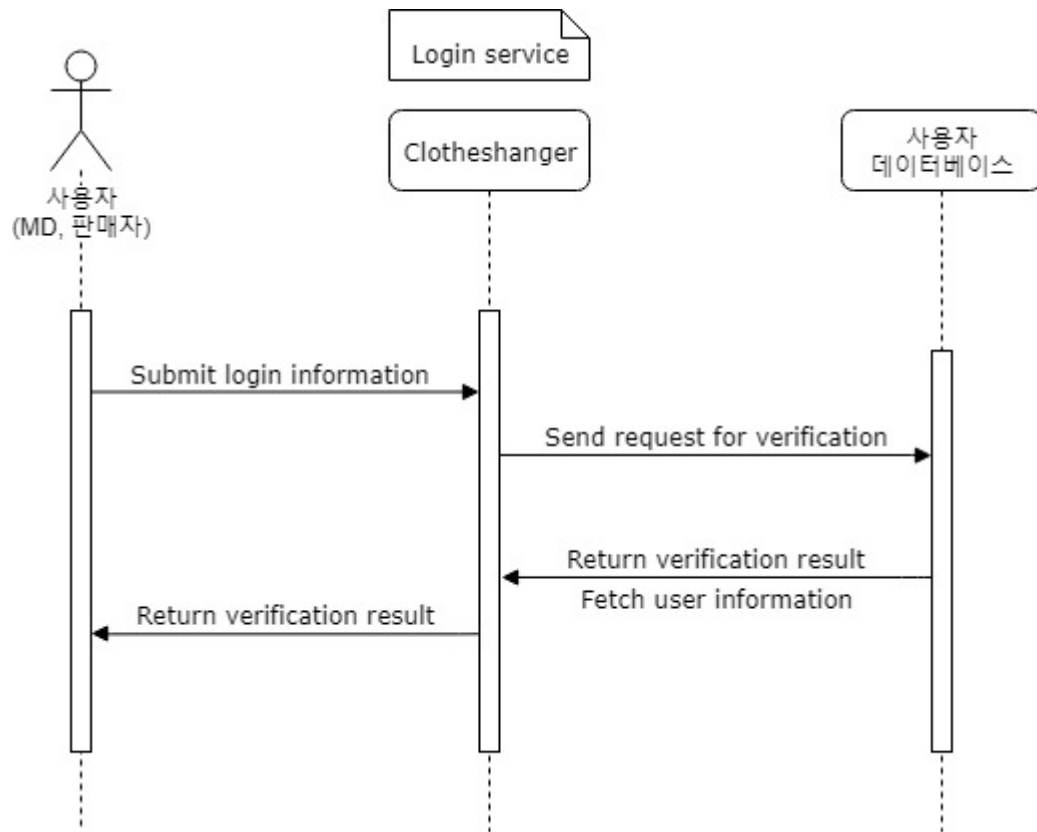 Login service
Clotheshanger
사용자
데이터베이스
사용자
(MD, 판매자)
Submit login information
Send request for verification
Return verification result
Fetch user information
Return verification result